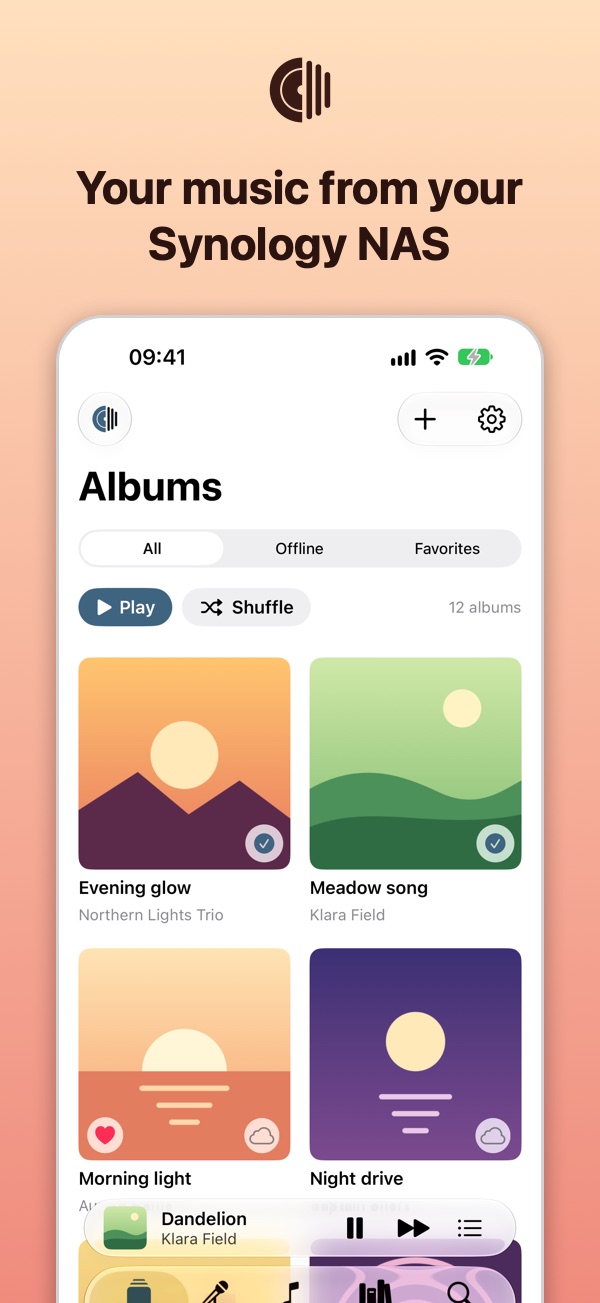 Your music from your
Synology NAS
09:41
Albums
All
Offline
Favorites
Play
Shuffle
12 albums
Evening glow
Northern Lights Trio
Meadow song
Klara Field
Morning light
Night drive
Dandelion
Klara Field